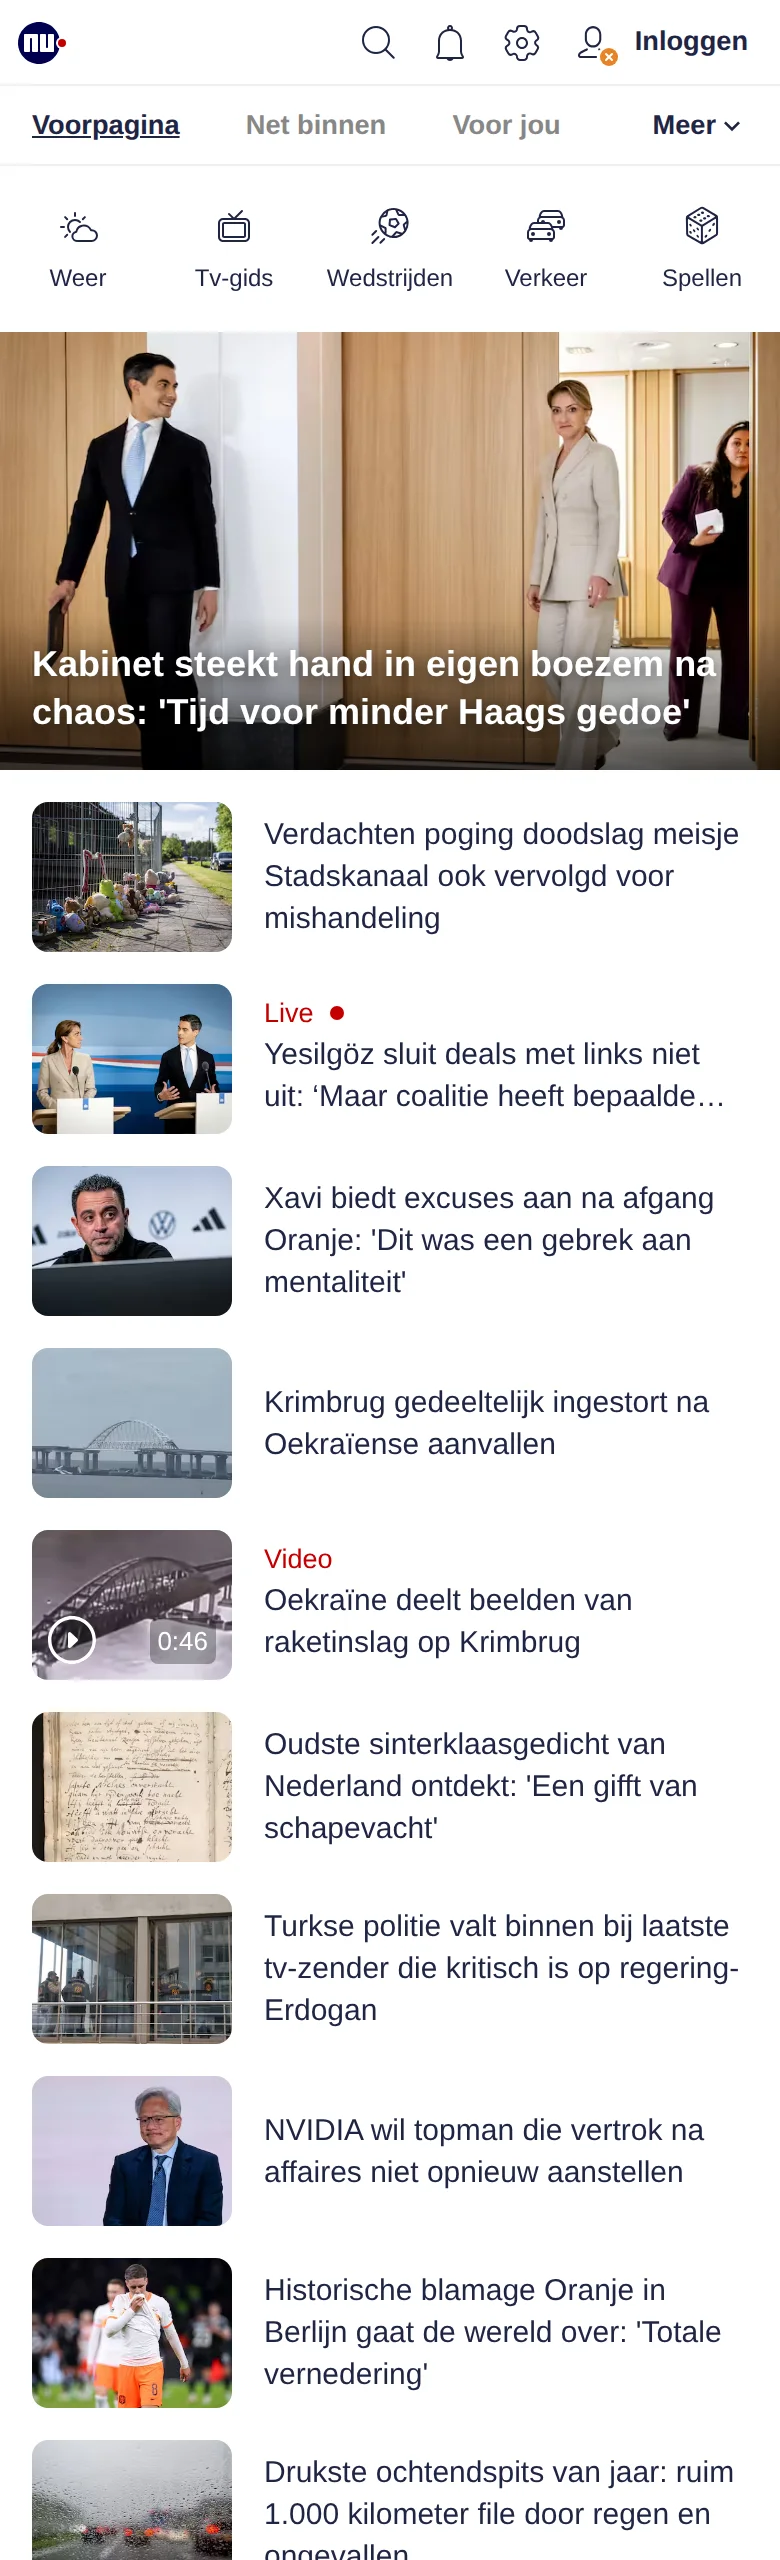 nu
Inloggen
Voorpagina
Net binnen
Voor jou
Meer
Weer
Tv-gids
Wedstrijden
Verkeer
Spellen
Kabinet steekt hand in eigen boezem na
chaos: 'Tijd voor minder Haags gedoe'
Verdachten poging doodslag meisje
Stadskanaal ook vervolgd voor
mishandeling
Live
Yesilgöz sluit deals met links niet
uit: ‘Maar coalitie heeft bepaalde…
Xavi biedt excuses aan na afgang
Oranje: 'Dit was een gebrek aan
mentaliteit'
Krimbrug gedeeltelijk ingestort na
Oekraïense aanvallen
0:46
Video
Oekraïne deelt beelden van
raketinslag op Krimbrug
Oudste sinterklaasgedicht van
Nederland ontdekt: 'Een gifft van
schapevacht'
Turkse politie valt binnen bij laatste
tv-zender die kritisch is op regering-
Erdogan
NVIDIA wil topman die vertrok na
affaires niet opnieuw aanstellen
8
Historische blamage Oranje in
Berlijn gaat de wereld over: 'Totale
vernedering'
Drukste ochtendspits van jaar: ruim
1.000 kilometer file door regen en
ongevallen